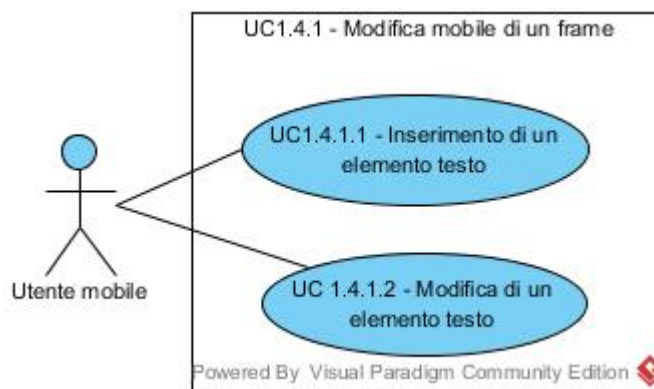 UC1.4.1 - Modifica mobile di un frame
UC1.4.1.1 - Inserimento di un
elemento testo
Utente mobile
UC 1.4.1.2 - Modifica di un
elemento testo
Powered By Visual Paradigm Community Edition